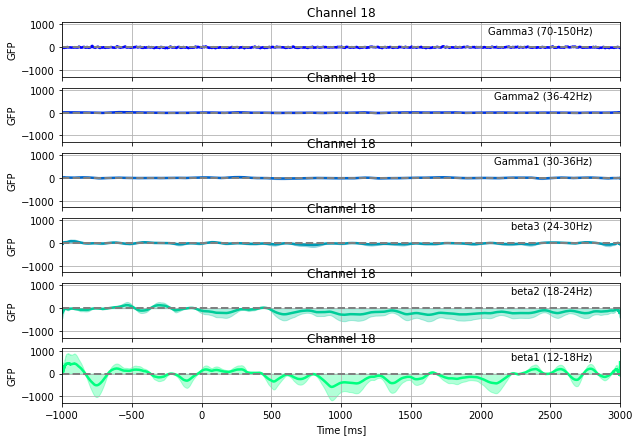 Channel 18
1000
0
−1000
GFP
Gamma3 (70-150Hz)
Channel 18
1000
0
−1000
GFP
Gamma2 (36-42Hz)
Channel 18
1000
0
−1000
GFP
Gamma1 (30-36Hz)
Channel 18
1000
0
−1000
GFP
beta3 (24-30Hz)
Channel 18
1000
0
−1000
GFP
beta2 (18-24Hz)
Channel 18
1000
0
−1000
GFP
beta1 (12-18Hz)
−1000 −500 0 500 1000 1500 2000 2500 3000
Time [ms]